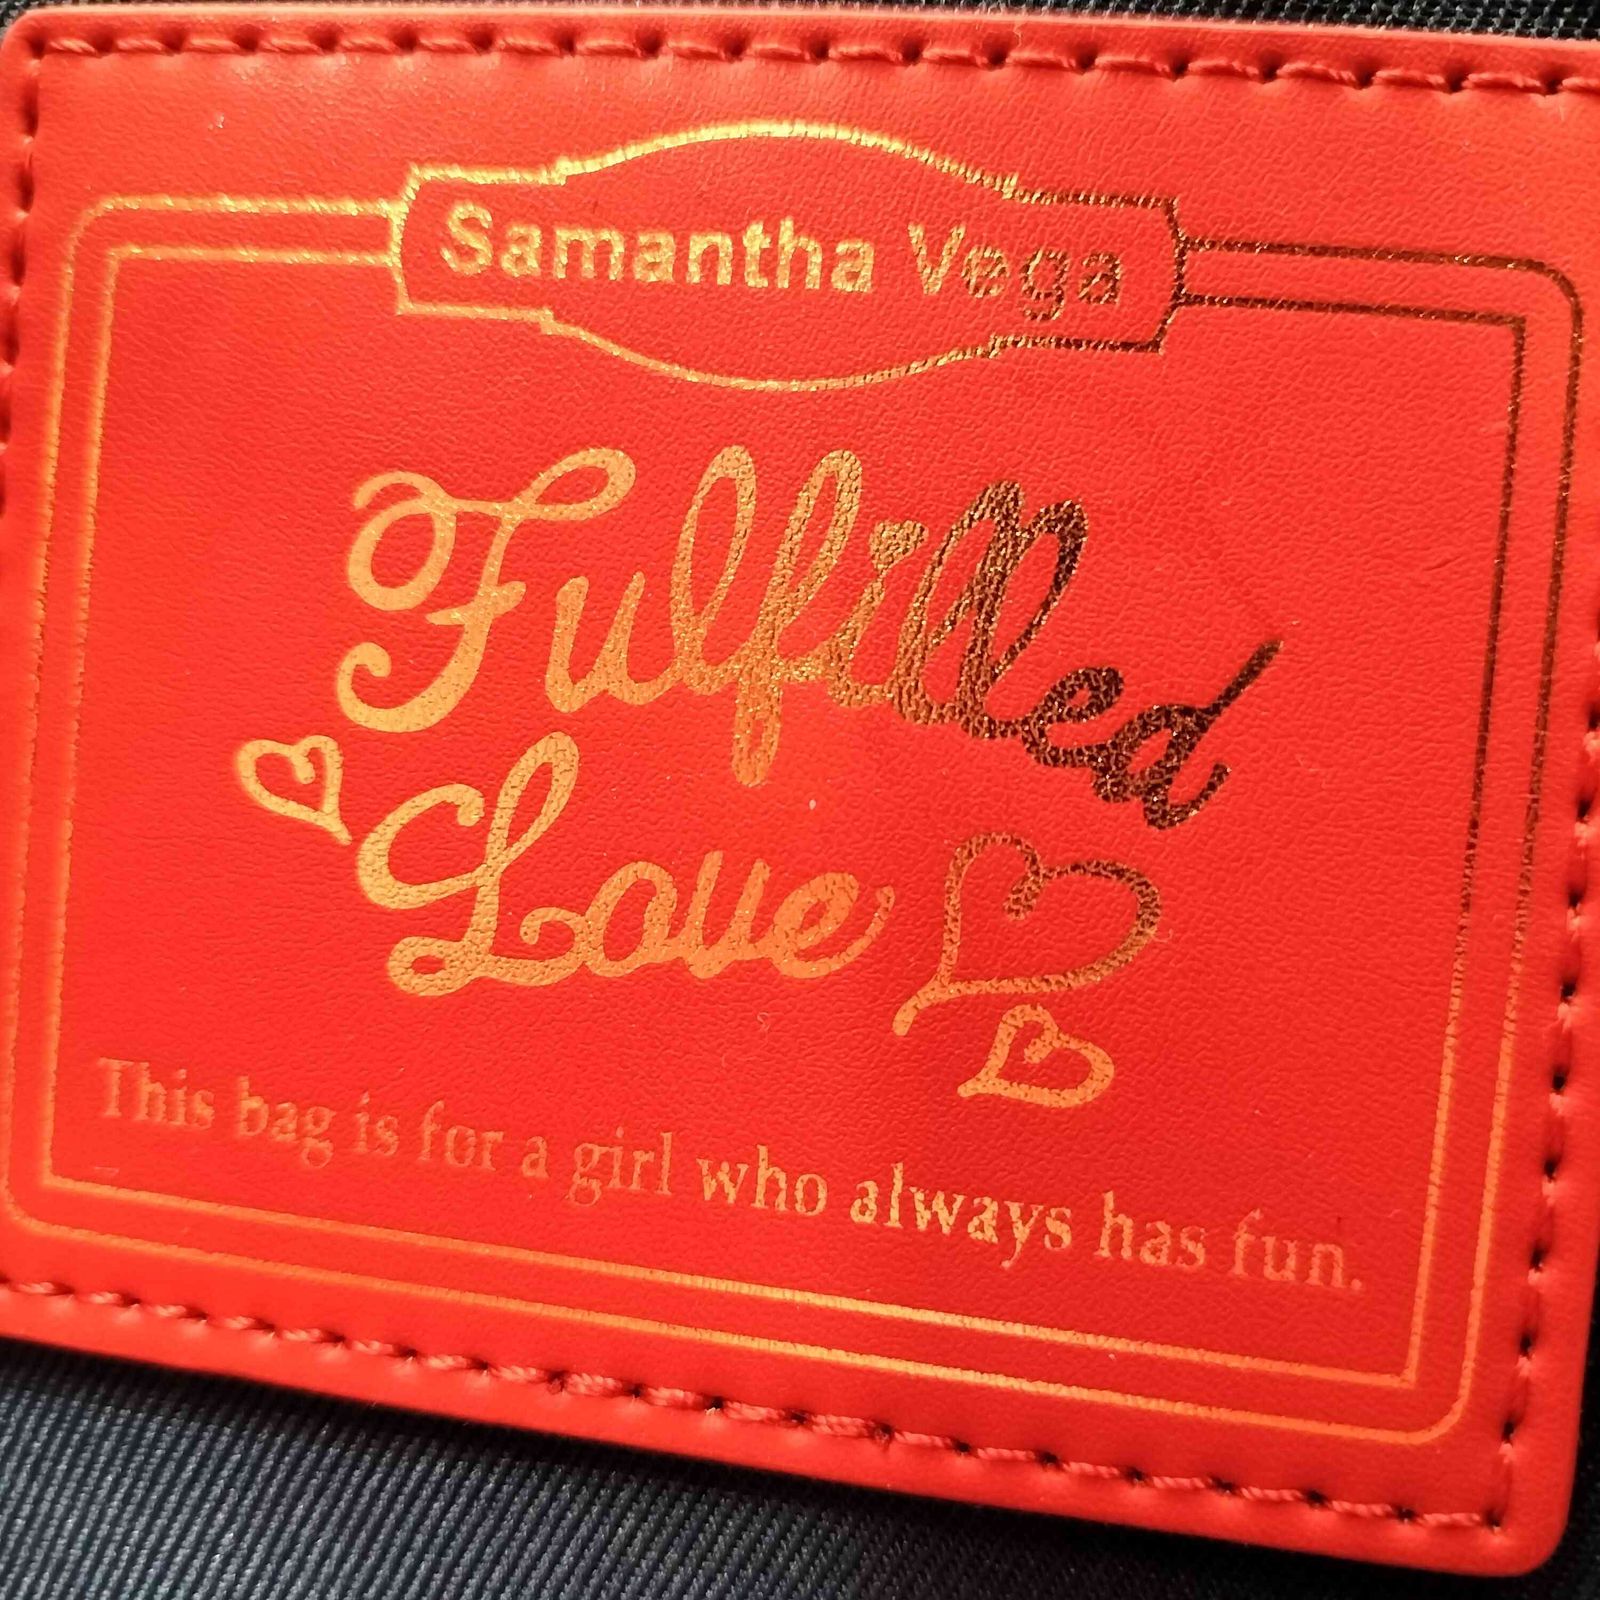 Samantha Vega
Fulfilled
Love
This bag is for a girl who always has fun.